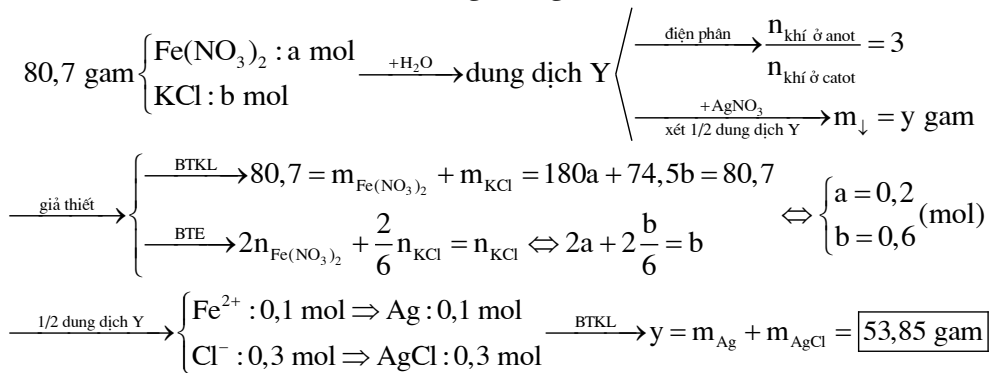 80,7 gam { Fe(NO₃)₂ : a mol
KCl : b mol
+H₂O → dung dịch Y
điện phân → n khí ở anot / n khí ở catot = 3
+AgNO₃ / xét 1/2 dung dịch Y → m↓ = y gam
giả thiết →
BTKL → 80,7 = m Fe(NO₃)₂ + m KCl = 180a + 74,5b = 80,7
BTE → 2n Fe(NO₃)₂ + 2/6 n KCl = n KCl ⇔ 2a + 2 b/6 = b
⇔ { a = 0,2
b = 0,6 (mol)
1/2 dung dịch Y →
Fe²⁺ : 0,1 mol ⇒ Ag : 0,1 mol
Cl⁻ : 0,3 mol ⇒ AgCl : 0,3 mol
BTKL → y = m Ag + m AgCl = 53,85 gam